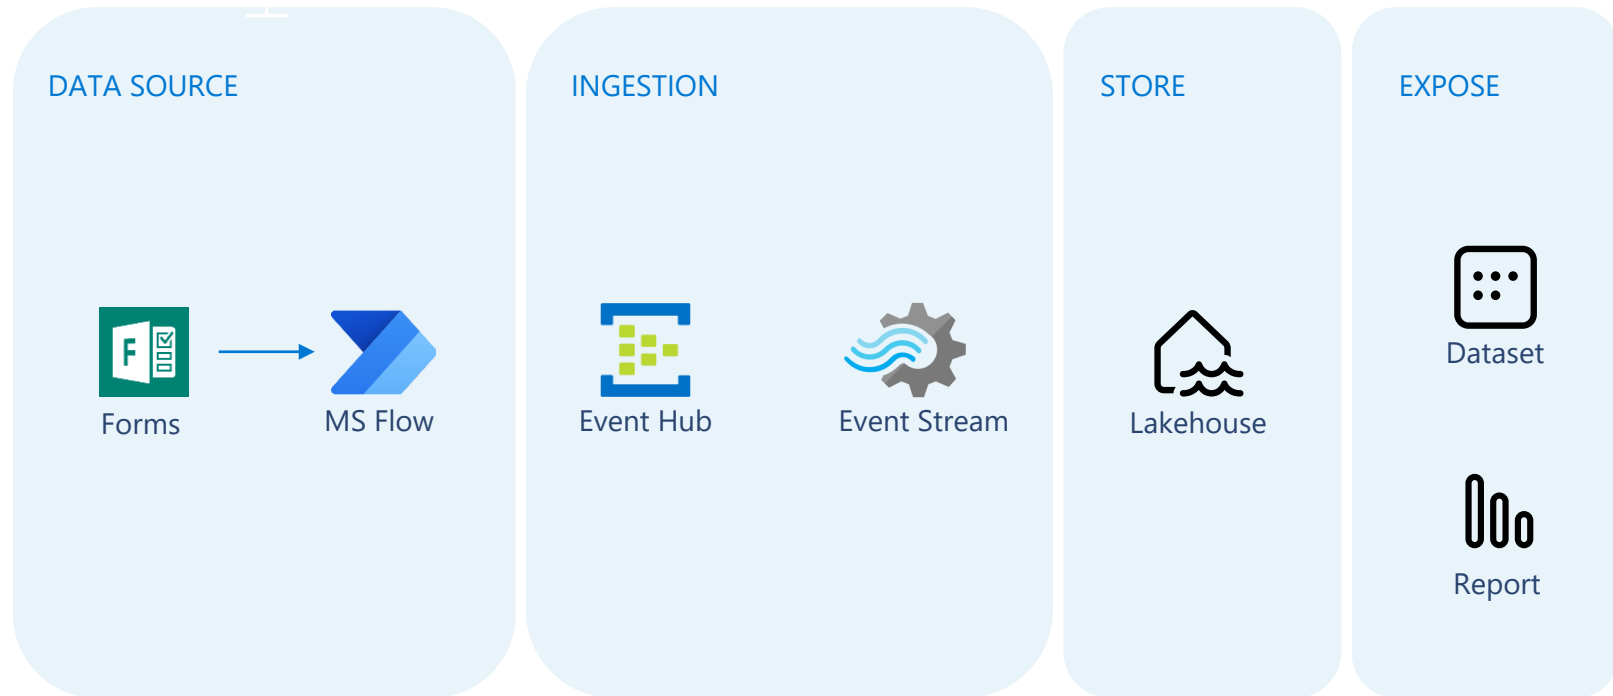 DATA SOURCE
INGESTION
STORE
EXPOSE
F
Forms
MS Flow
Event Hub
Event Stream
Lakehouse
Dataset
Report